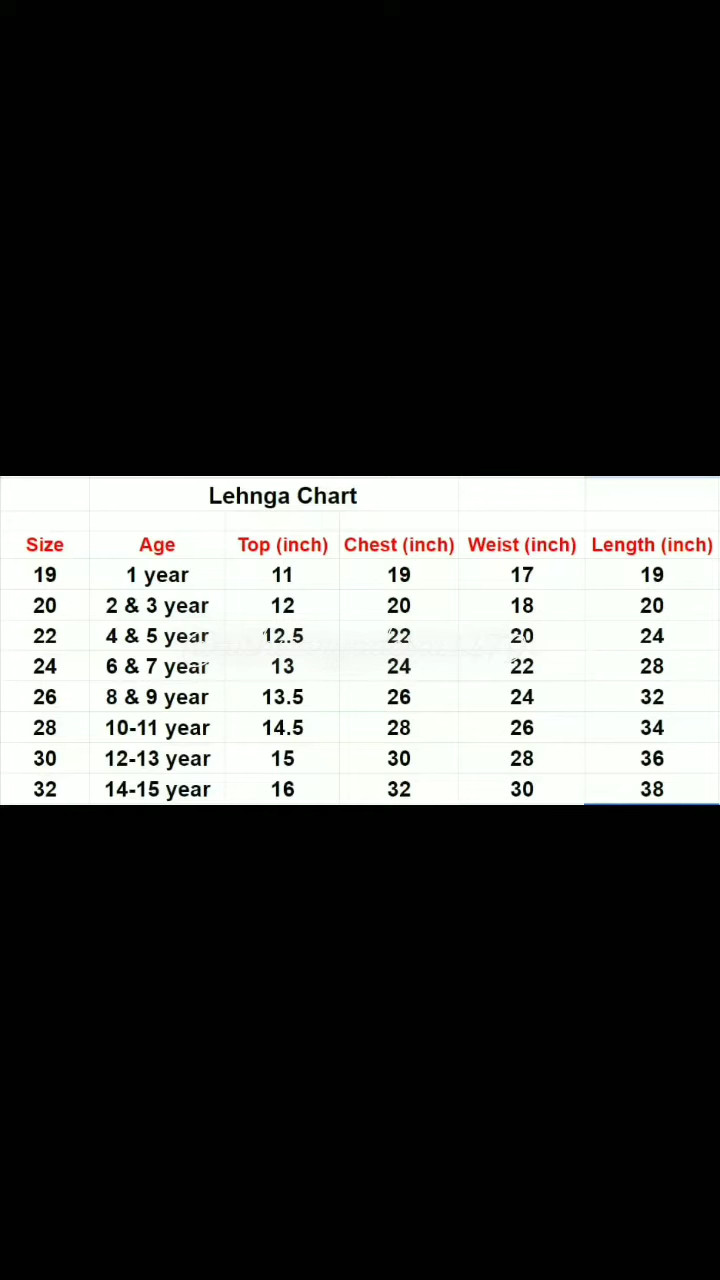 Lehnga Chart
Size Age Top (inch) Chest (inch) Weist (inch) Length (inch)
19 1 year 11 19 17 19
20 2 & 3 year 12 20 18 20
22 4 & 5 year 12.5 22 20 24
24 6 & 7 year 13 24 22 28
26 8 & 9 year 13.5 26 24 32
28 10-11 year 14.5 28 26 34
30 12-13 year 15 30 28 36
32 14-15 year 16 32 30 38